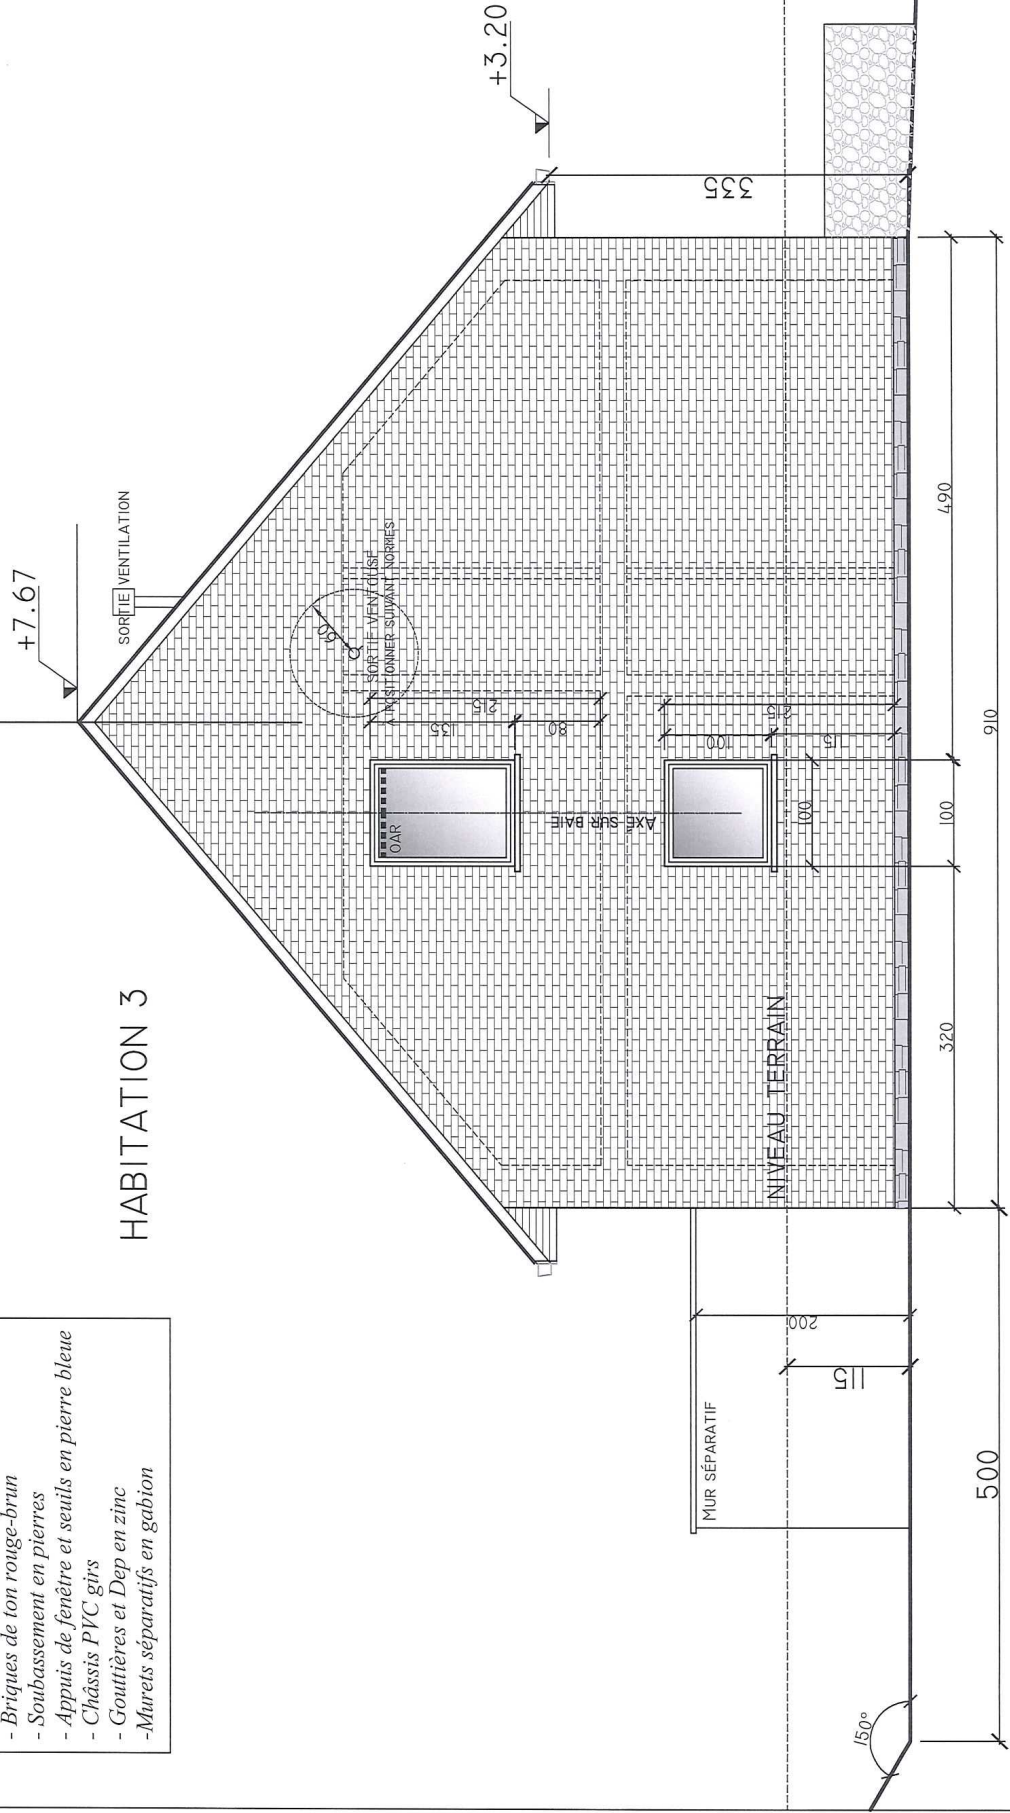 - Briques de ton rouge-brun
- Soubassement en pierres
- Appuis de fenêtre et seuils en pierre bleue
- Châssis PVC girs
- Gouttières et Dep en zinc
-Murets séparatifs en gabion
HABITATION 3
+7.67
SORTIE VENTILATION
+3.20
335
60
SORTIE VENTOUSE
A POSITIONNER SUIVANT NORMES
OAR
135
215
80
AXÉ SUR BAIE
100
215
100
NIVEAU TERRAIN
MUR SÉPARATIF
200
115
150°
320
100
490
500
910